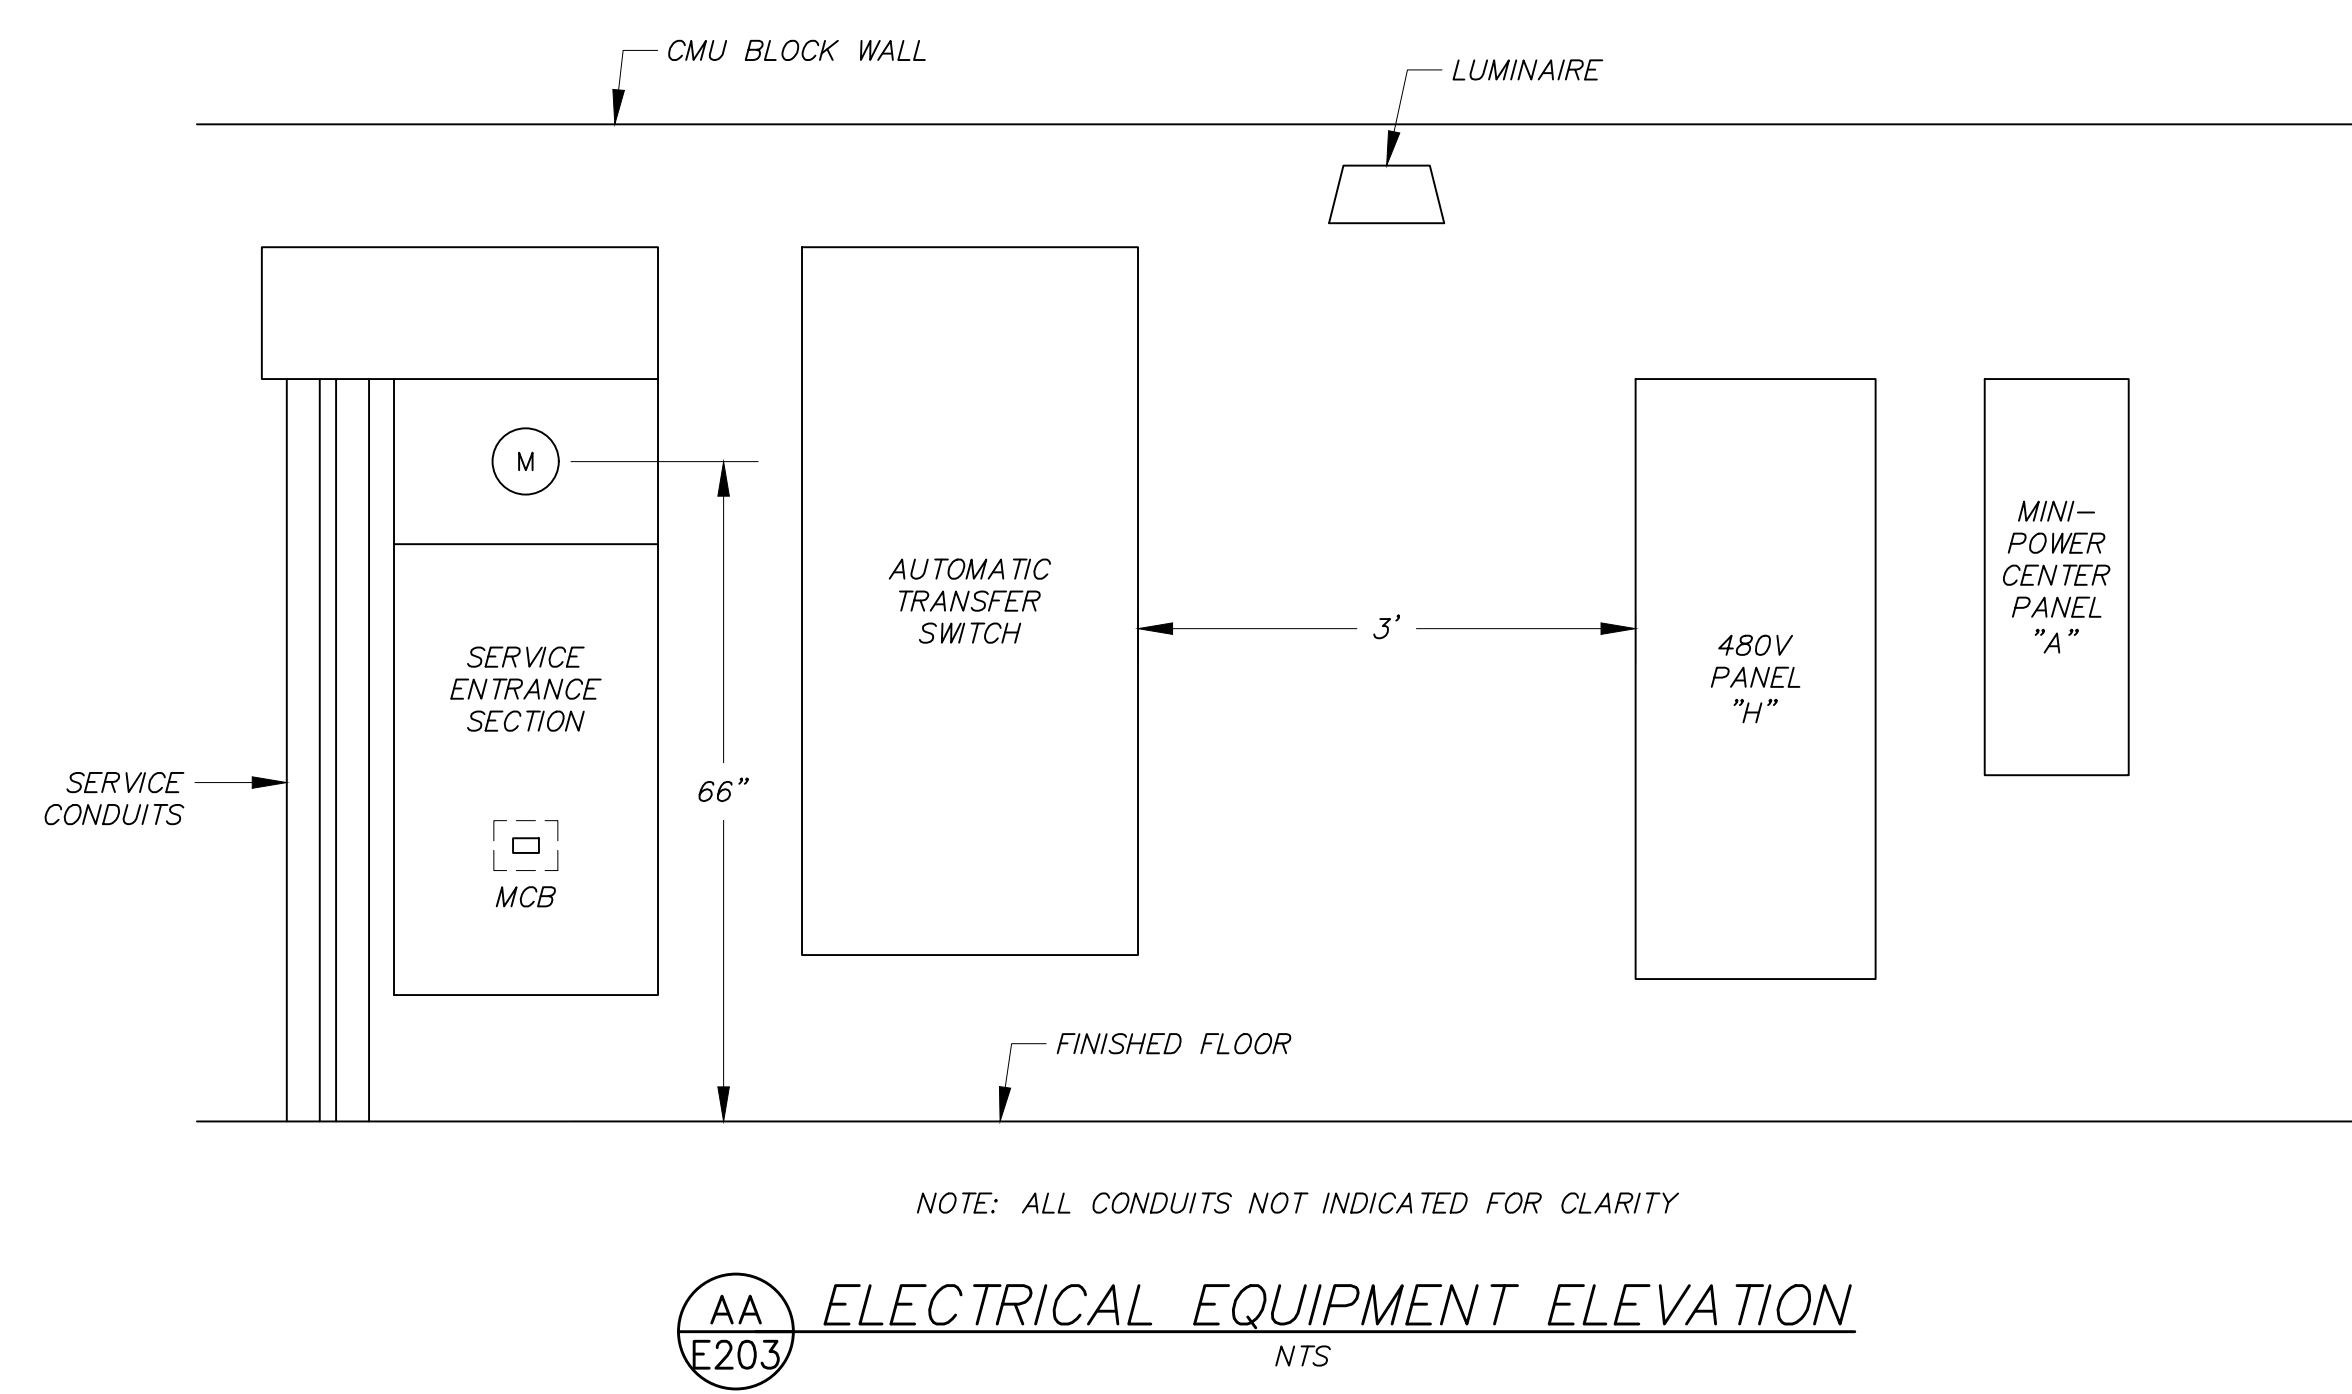 CMU BLOCK WALL
LUMINAIRE
M
AUTOMATIC
TRANSFER
SWITCH
SERVICE
ENTRANCE
SECTION
MCB
SERVICE
CONDUITS
66"
3'
480V
PANEL
"H"
MINI-
POWER
CENTER
PANEL
"A"
FINISHED FLOOR
NOTE: ALL CONDUITS NOT INDICATED FOR CLARITY
AA
E203
ELECTRICAL EQUIPMENT ELEVATION
NTS